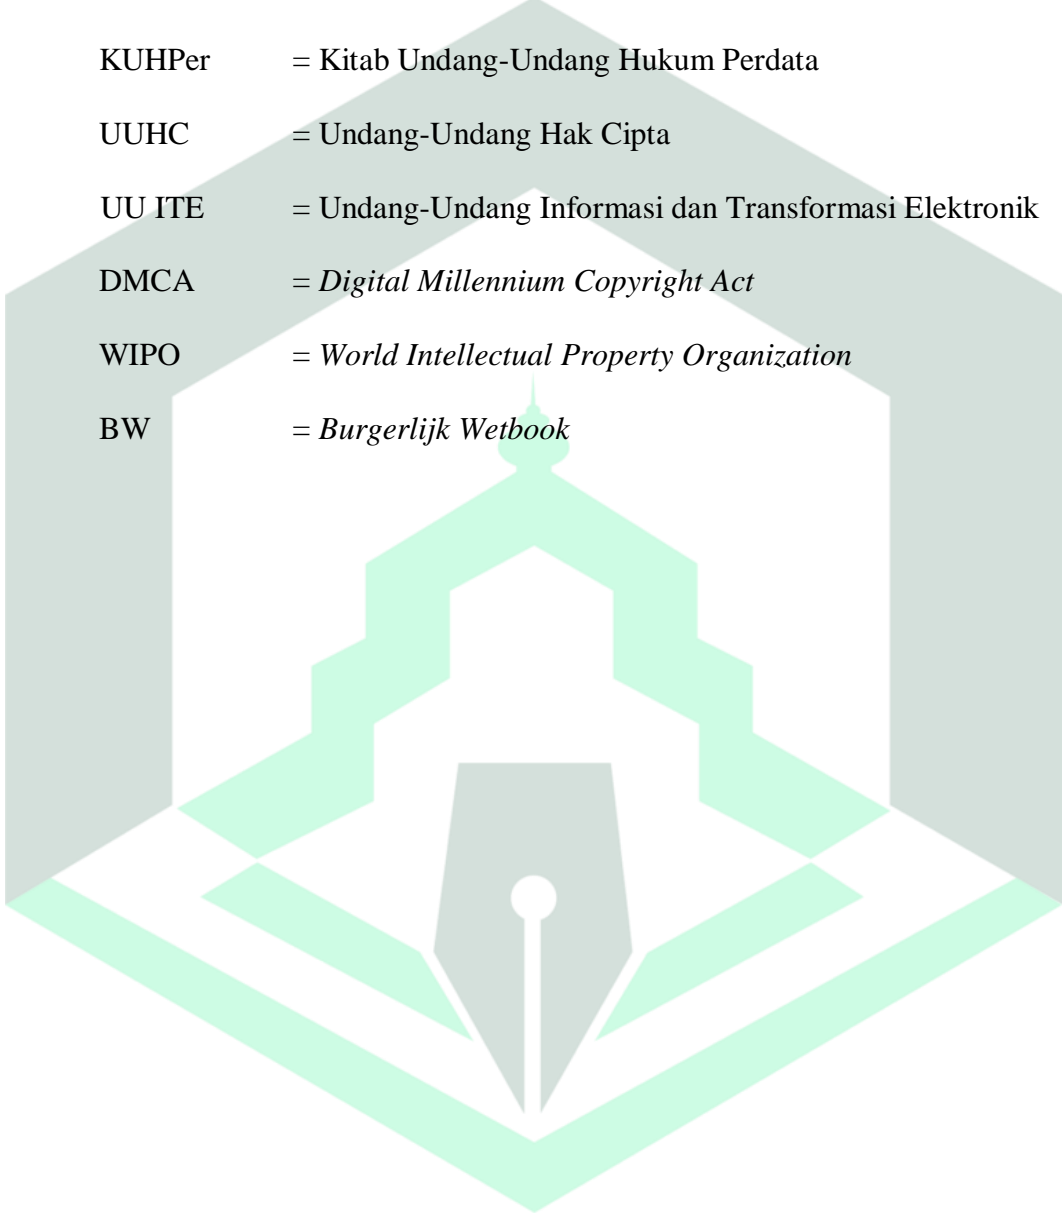 KUHPer = Kitab Undang-Undang Hukum Perdata
UUHC = Undang-Undang Hak Cipta
UU ITE = Undang-Undang Informasi dan Transformasi Elektronik
DMCA = Digital Millennium Copyright Act
WIPO = World Intellectual Property Organization
BW = Burgerlijk Wetbook